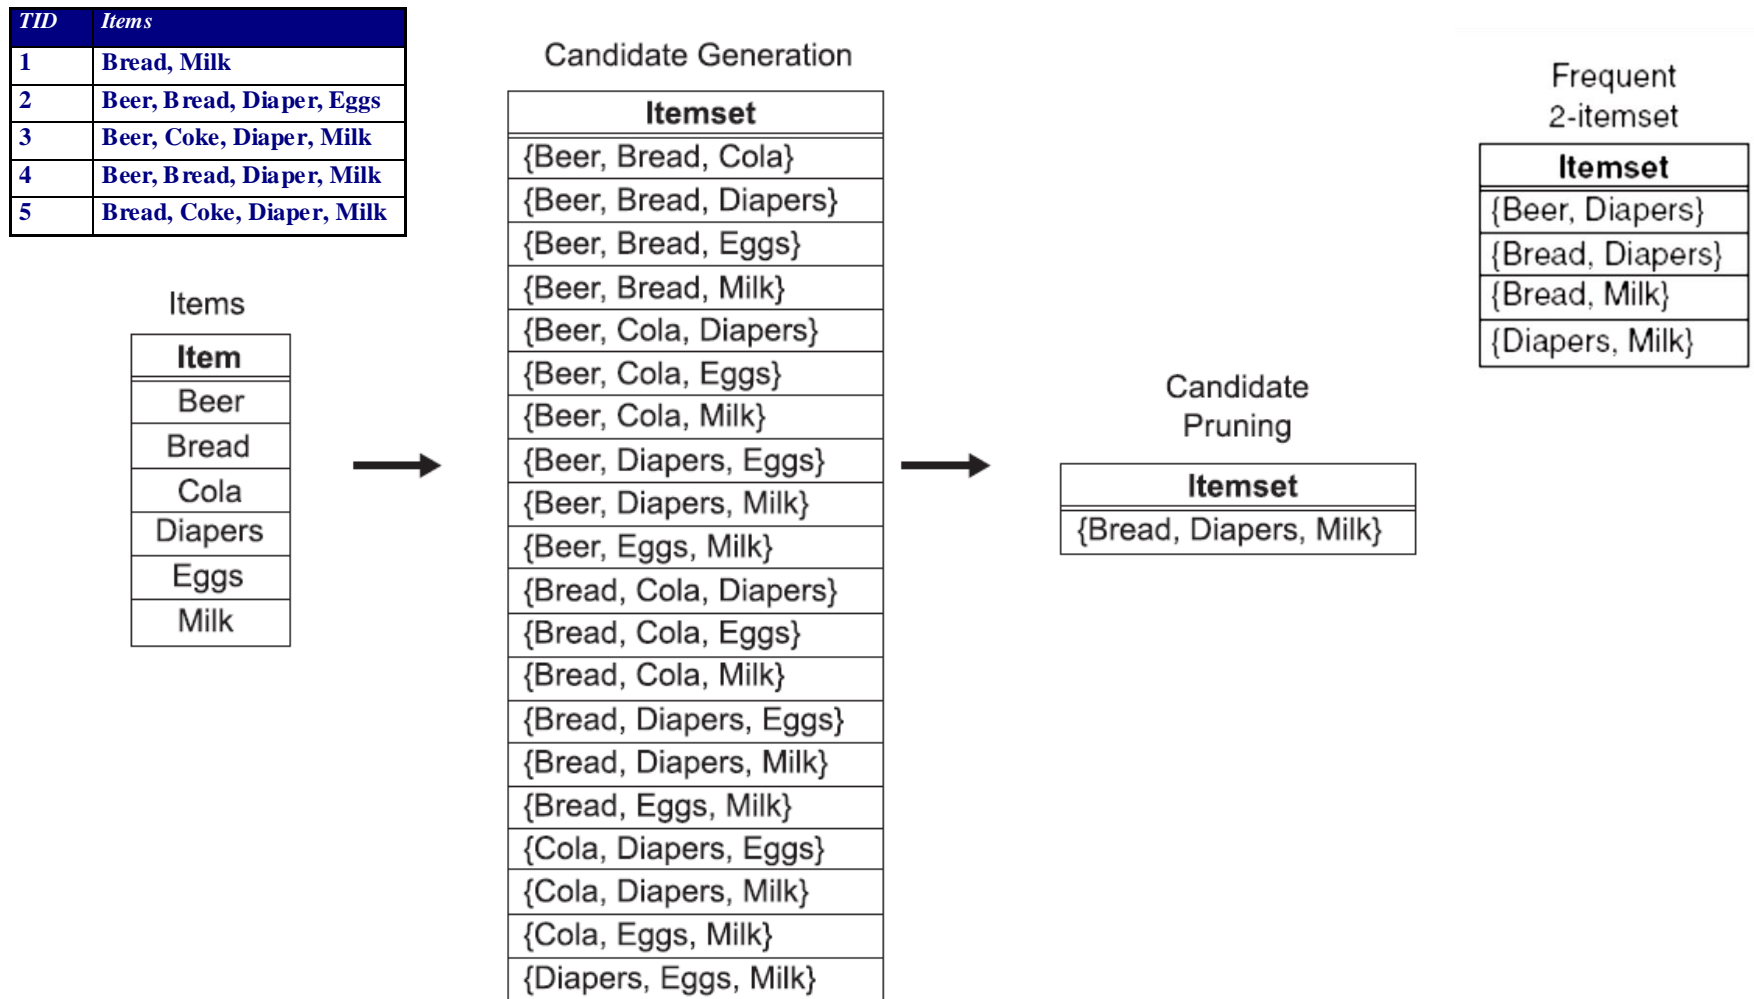 TID Items
1 Bread, Milk
2 Beer, Bread, Diaper, Eggs
3 Beer, Coke, Diaper, Milk
4 Beer, Bread, Diaper, Milk
5 Bread, Coke, Diaper, Milk
Items
Item
Beer
Bread
Cola
Diapers
Eggs
Milk
Candidate Generation
Itemset
{Beer, Bread, Cola}
{Beer, Bread, Diapers}
{Beer, Bread, Eggs}
{Beer, Bread, Milk}
{Beer, Cola, Diapers}
{Beer, Cola, Eggs}
{Beer, Cola, Milk}
{Beer, Diapers, Eggs}
{Beer, Diapers, Milk}
{Beer, Eggs, Milk}
{Bread, Cola, Diapers}
{Bread, Cola, Eggs}
{Bread, Cola, Milk}
{Bread, Diapers, Eggs}
{Bread, Diapers, Milk}
{Bread, Eggs, Milk}
{Cola, Diapers, Eggs}
{Cola, Diapers, Milk}
{Cola, Eggs, Milk}
{Diapers, Eggs, Milk}
Candidate
Pruning
Itemset
{Bread, Diapers, Milk}
Frequent
2-itemset
Itemset
{Beer, Diapers}
{Bread, Diapers}
{Bread, Milk}
{Diapers, Milk}